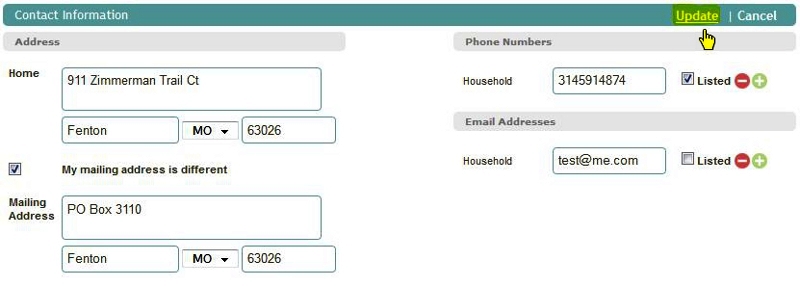 Contact Information
Update | Cancel
Address
Home
911 Zimmerman Trail Ct
Fenton MO 63026
My mailing address is different
Mailing Address
PO Box 3110
Fenton MO 63026
Phone Numbers
Household 3145914874 Listed
Email Addresses
Household test@me.com Listed